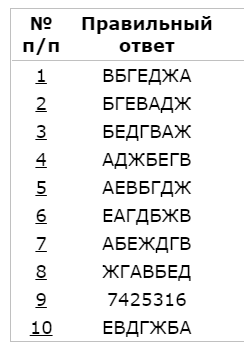 № п/п Правильный ответ
1 ВБГЕДЖА
2 БГЕВАДЖ
3 БЕДГВАЖ
4 АДЖБЕГВ
5 АЕВБГДЖ
6 ЕАГДБЖВ
7 АБЕЖДГВ
8 ЖГАВБЕД
9 7425316
10 ЕВДГЖБА